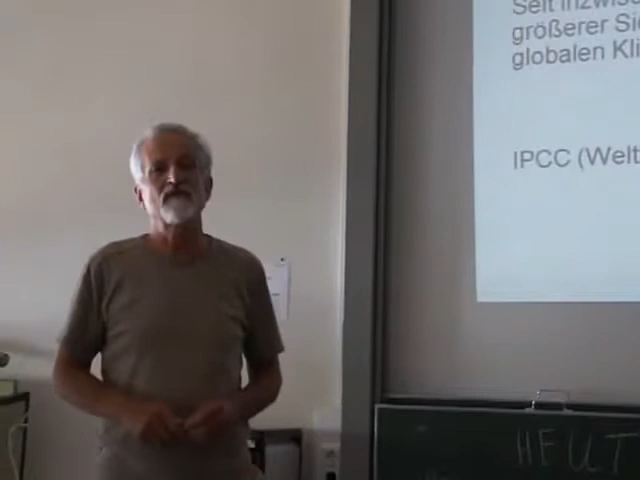 Seit inzwis
größerer Si
globalen Kli
IPCC (Welt
HEUT